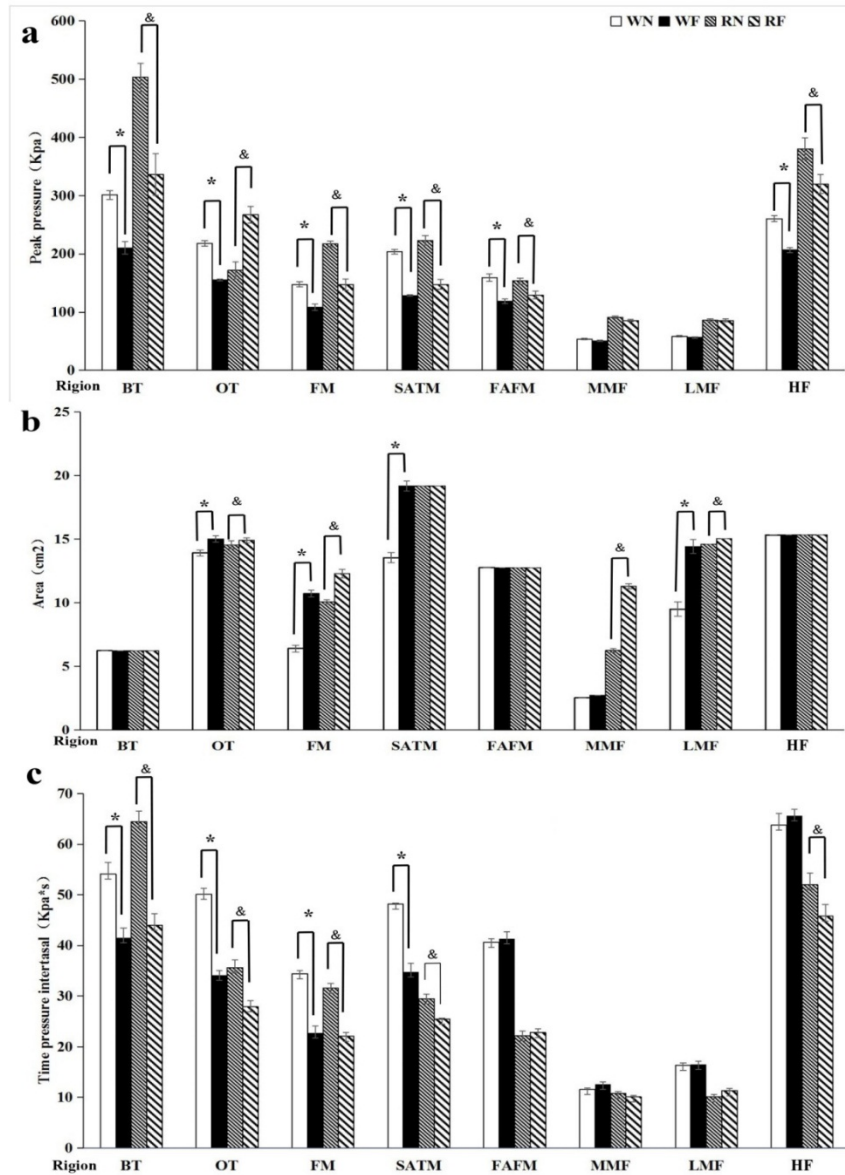 a
WN WF RN RF
Peak pressure（Kpa）
600
500
400
300
200
100
0
* & * & * & * & * & * &
Rigion BT OT FM SATM FAFM MMF LMF HF
b
Area（cm2）
25
20
15
10
5
0
* & * & * & * &
Rigion BT OT FM SATM FAFM MMF LMF HF
c
Time pressure intertasal（Kpa*s）
70
60
50
40
30
20
10
0
* & * & * & * & &
Rigion BT OT FM SATM FAFM MMF LMF HF